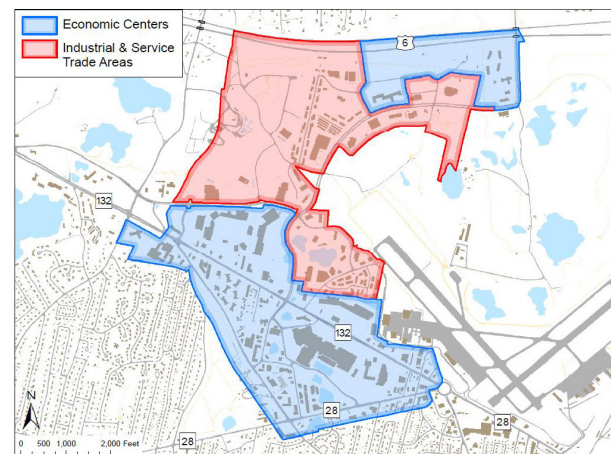 Economic Centers
Industrial & Service
Trade Areas
6
132
132
28
28
28
N
0 500 1,000 2,000 Feet